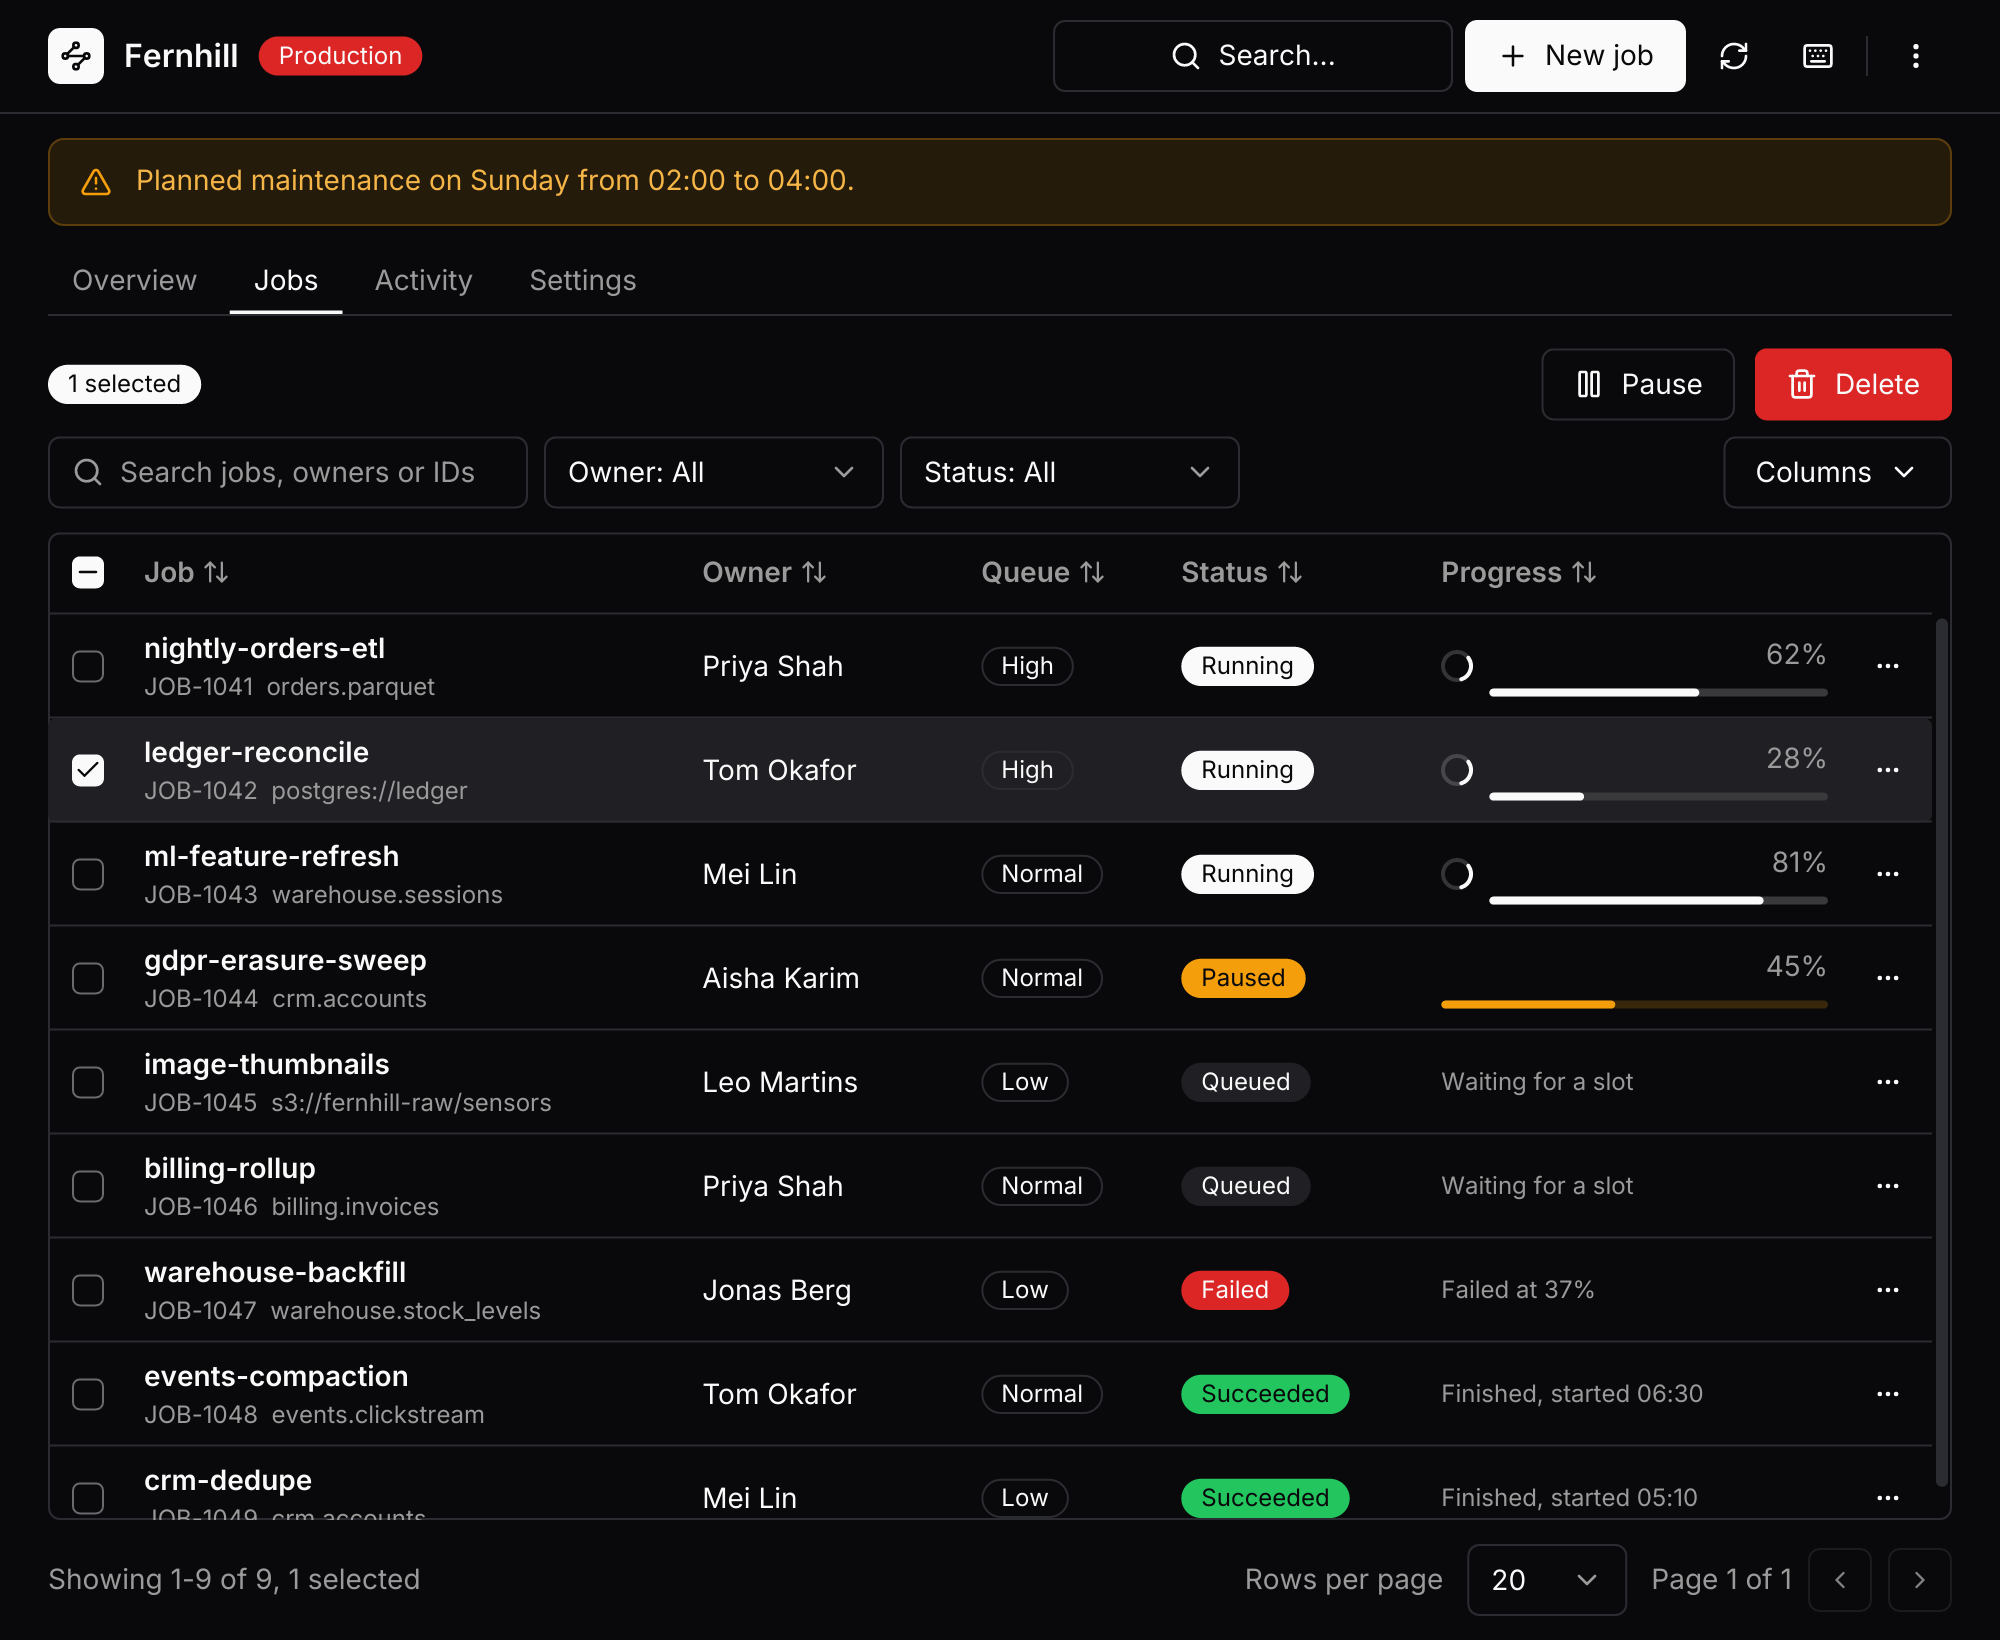 Fernhill Production Search... New job
Planned maintenance on Sunday from 02:00 to 04:00.
Overview Jobs Activity Settings
1 selected Pause Delete
Search jobs, owners or IDs Owner: All Status: All Columns
Job Owner Queue Status Progress
nightly-orders-etl
JOB-1041 orders.parquet Priya Shah High Running 62%
ledger-reconcile
JOB-1042 postgres://ledger Tom Okafor High Running 28%
ml-feature-refresh
JOB-1043 warehouse.sessions Mei Lin Normal Running 81%
gdpr-erasure-sweep
JOB-1044 crm.accounts Aisha Karim Normal Paused 45%
image-thumbnails
JOB-1045 s3://fernhill-raw/sensors Leo Martins Low Queued Waiting for a slot
billing-rollup
JOB-1046 billing.invoices Priya Shah Normal Queued Waiting for a slot
warehouse-backfill
JOB-1047 warehouse.stock_levels Jonas Berg Low Failed Failed at 37%
events-compaction
JOB-1048 events.clickstream Tom Okafor Normal Succeeded Finished, started 06:30
crm-dedupe
JOB-1049 crm.accounts Mei Lin Low Succeeded Finished, started 05:10
Showing 1-9 of 9, 1 selected Rows per page 20 Page 1 of 1